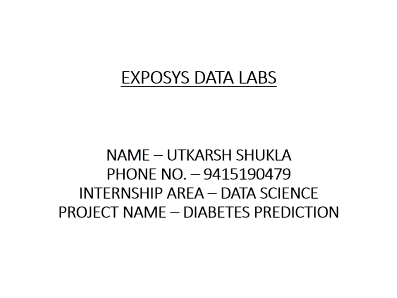 EXPOSYS DATA LABS
NAME – UTKARSH SHUKLA
PHONE NO. – 9415190479
INTERNSHIP AREA – DATA SCIENCE
PROJECT NAME – DIABETES PREDICTION